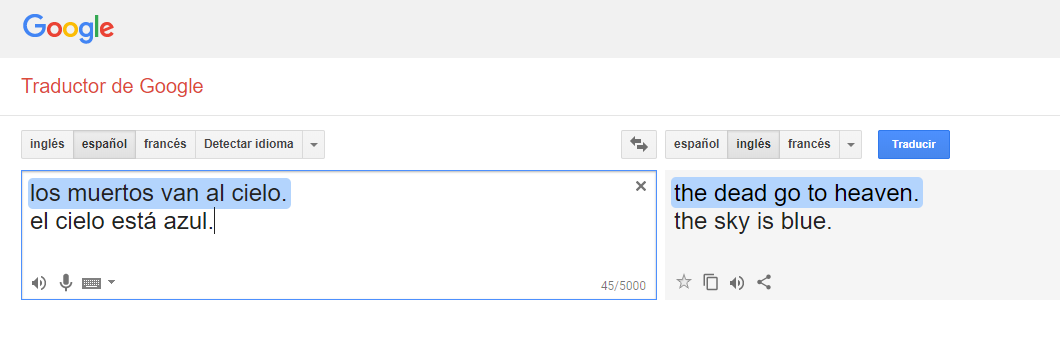 Google
Traductor de Google
inglés español francés Detectar idioma
español inglés francés Traducir
los muertos van al cielo.
el cielo está azul.
45/5000
the dead go to heaven.
the sky is blue.